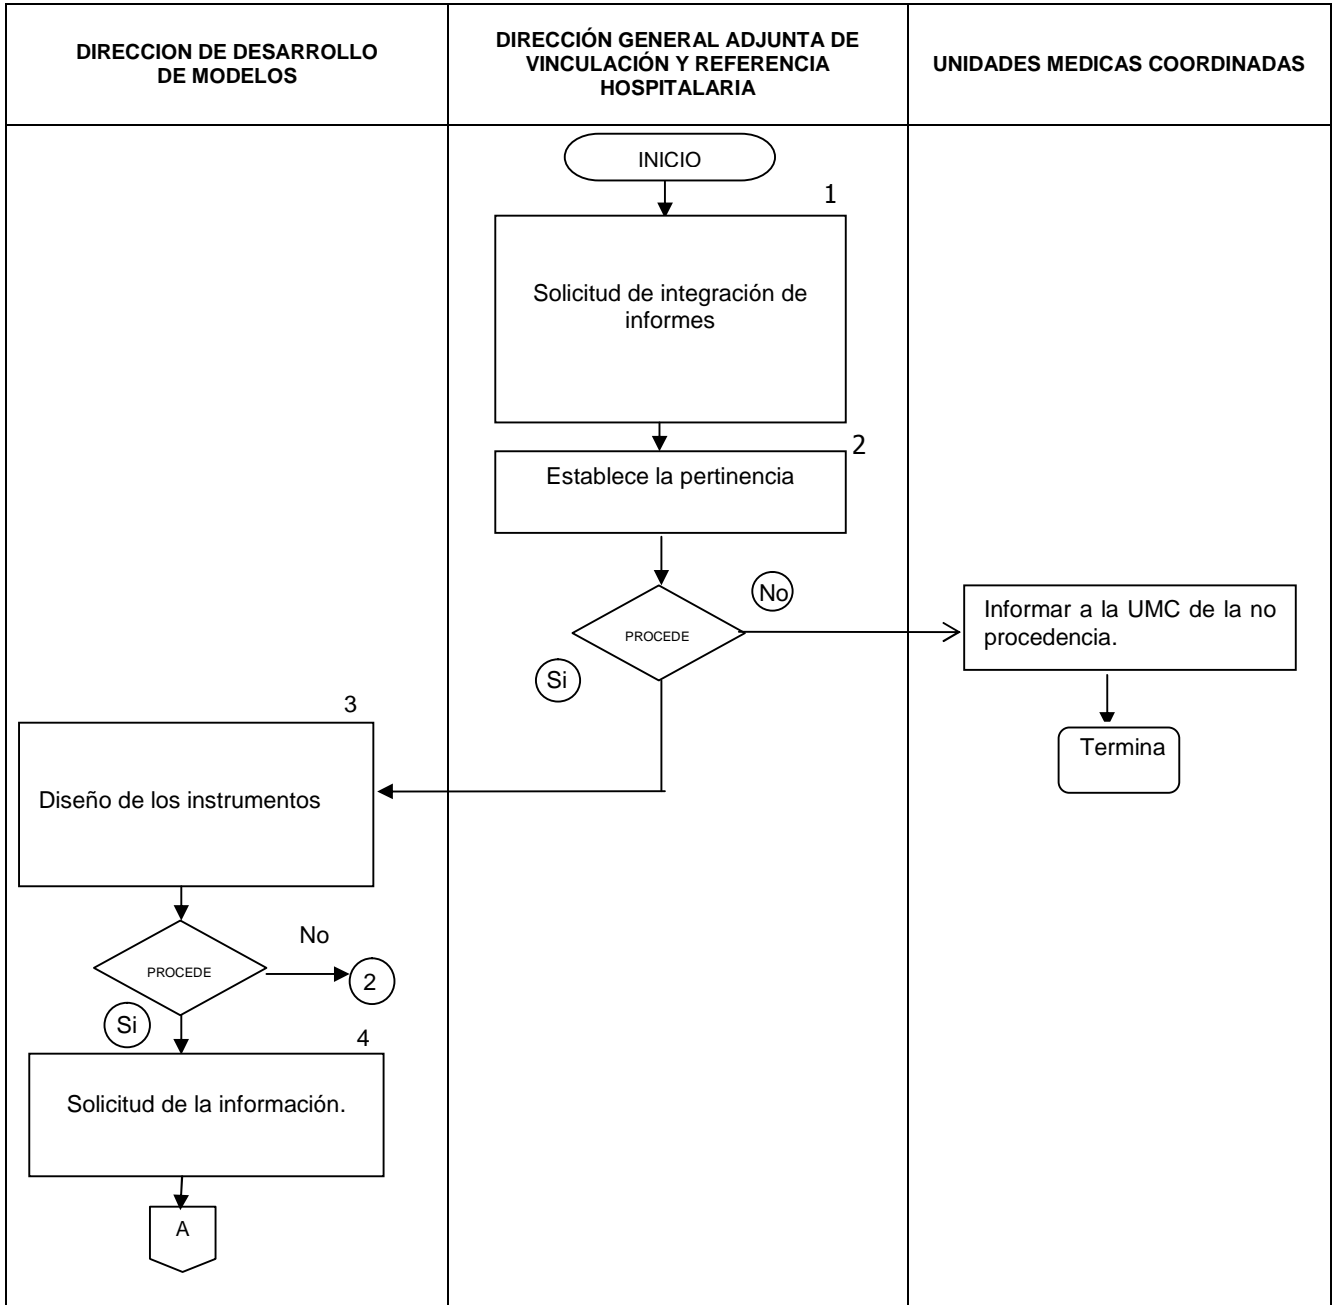 DIRECCION DE DESARROLLO
DE MODELOS
DIRECCIÓN GENERAL ADJUNTA DE
VINCULACIÓN Y REFERENCIA
HOSPITALARIA
UNIDADES MEDICAS COORDINADAS
INICIO
1
Solicitud de integración de
informes
2
Establece la pertinencia
PROCEDE
No
Informar a la UMC de la no
procedencia.
Termina
Si
3
Diseño de los instrumentos
PROCEDE
No
2
Si
4
Solicitud de la información.
A